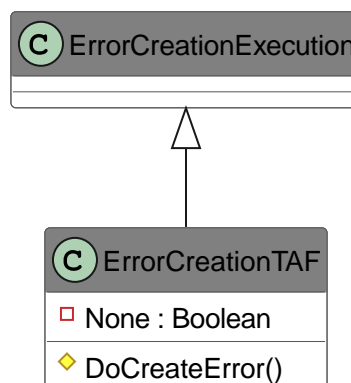 C ErrorCreationExecution
C ErrorCreationTAF
None : Boolean
DoCreateError()